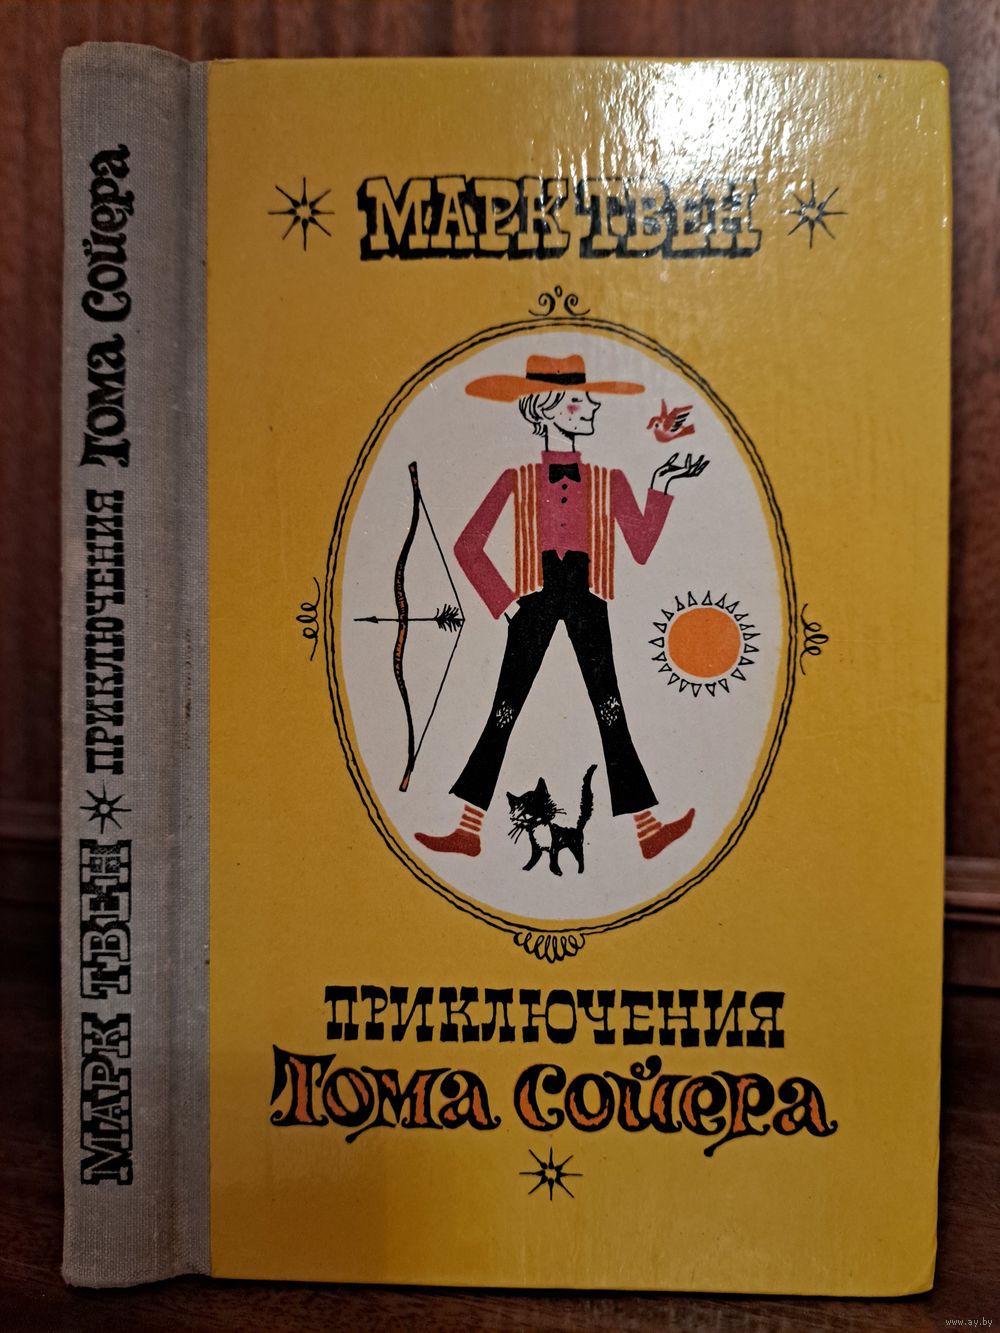 МАРК ТВЕН ПРИКЛЮЧЕНИЯ ТОМА СОЙЕРА
МАРК ТВЕН
ПРИКЛЮЧЕНИЯ
ТОМА СОЙЕРА
www.ay.by